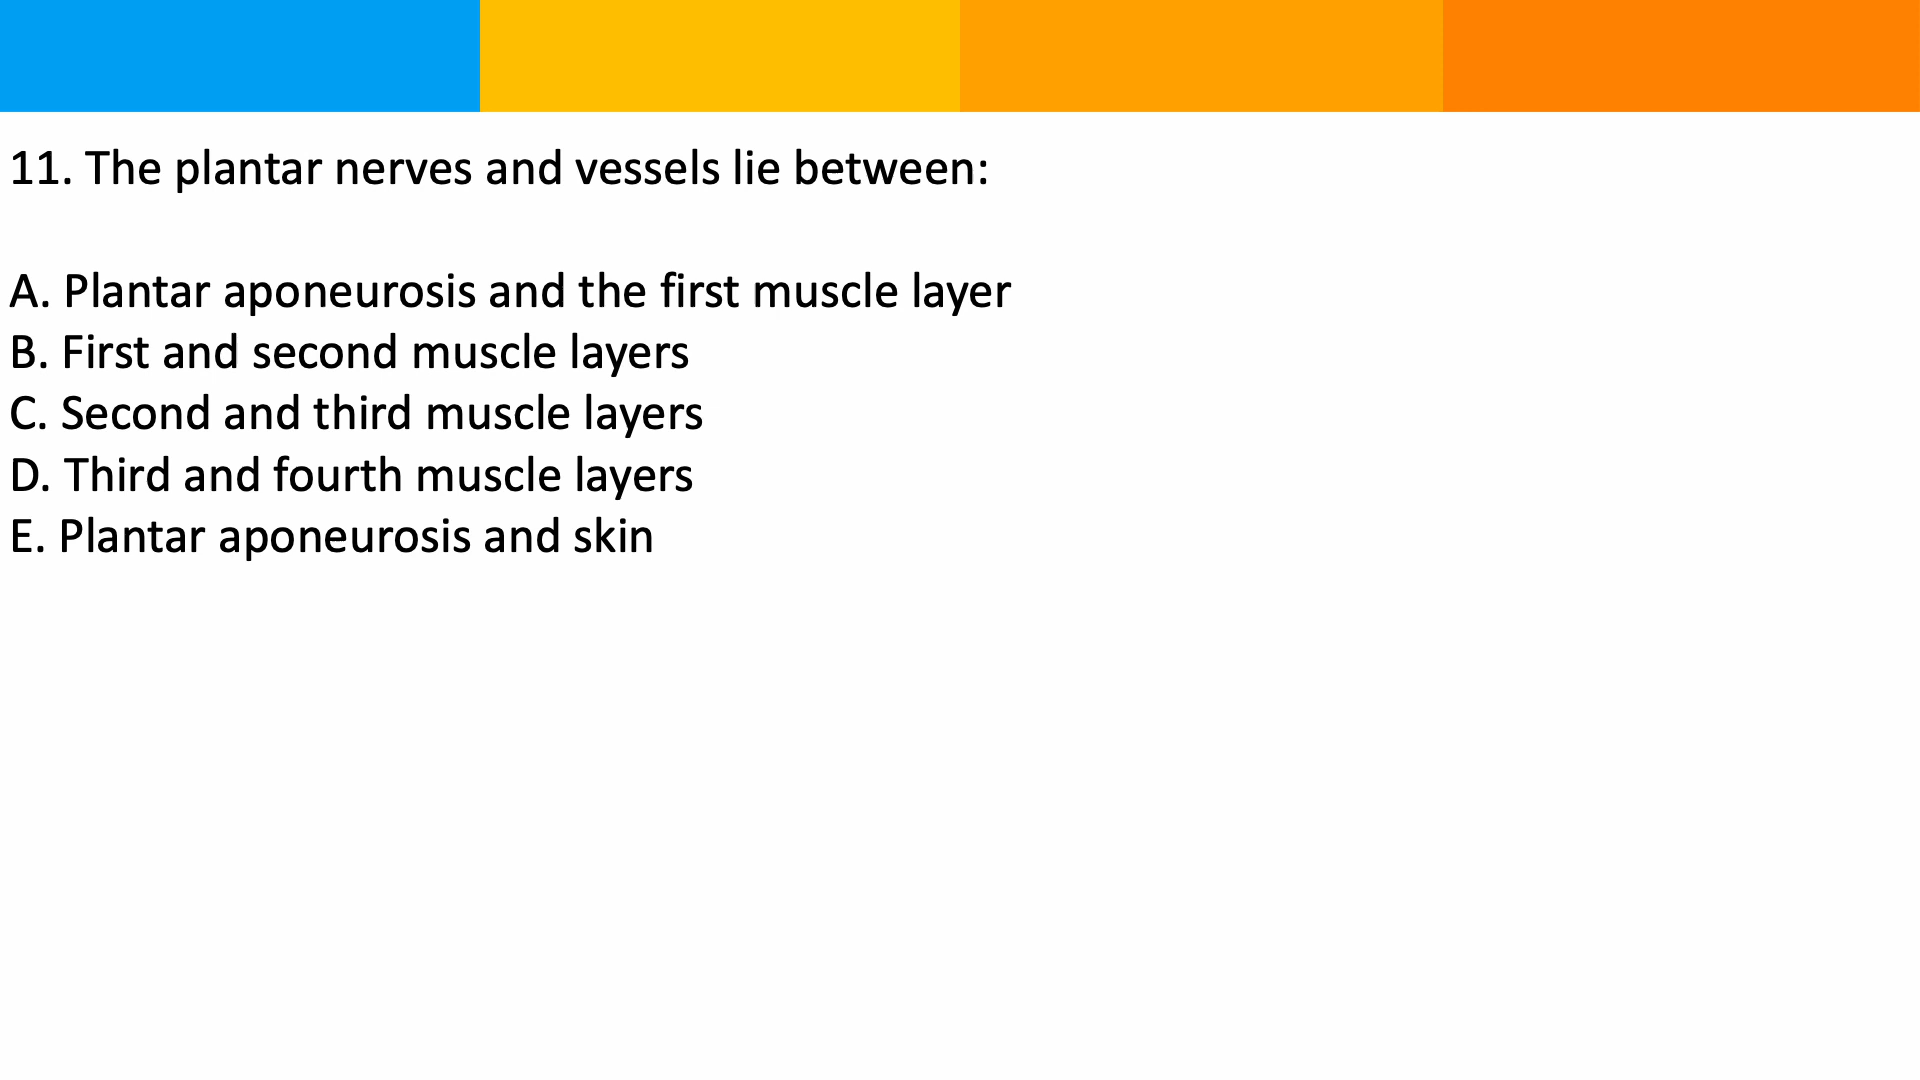 11. The plantar nerves and vessels lie between:
A. Plantar aponeurosis and the first muscle layer
B. First and second muscle layers
C. Second and third muscle layers
D. Third and fourth muscle layers
E. Plantar aponeurosis and skin